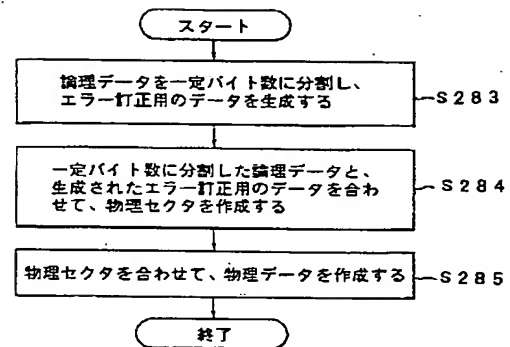 スタート
論理データを一定バイト数に分割し、
エラー訂正用のデータを生成する
S283
一定バイト数に分割した論理データと、
生成されたエラー訂正用のデータを合わ
せて、物理セクタを作成する
S284
物理セクタを合わせて、物理データを作成する
S285
終了